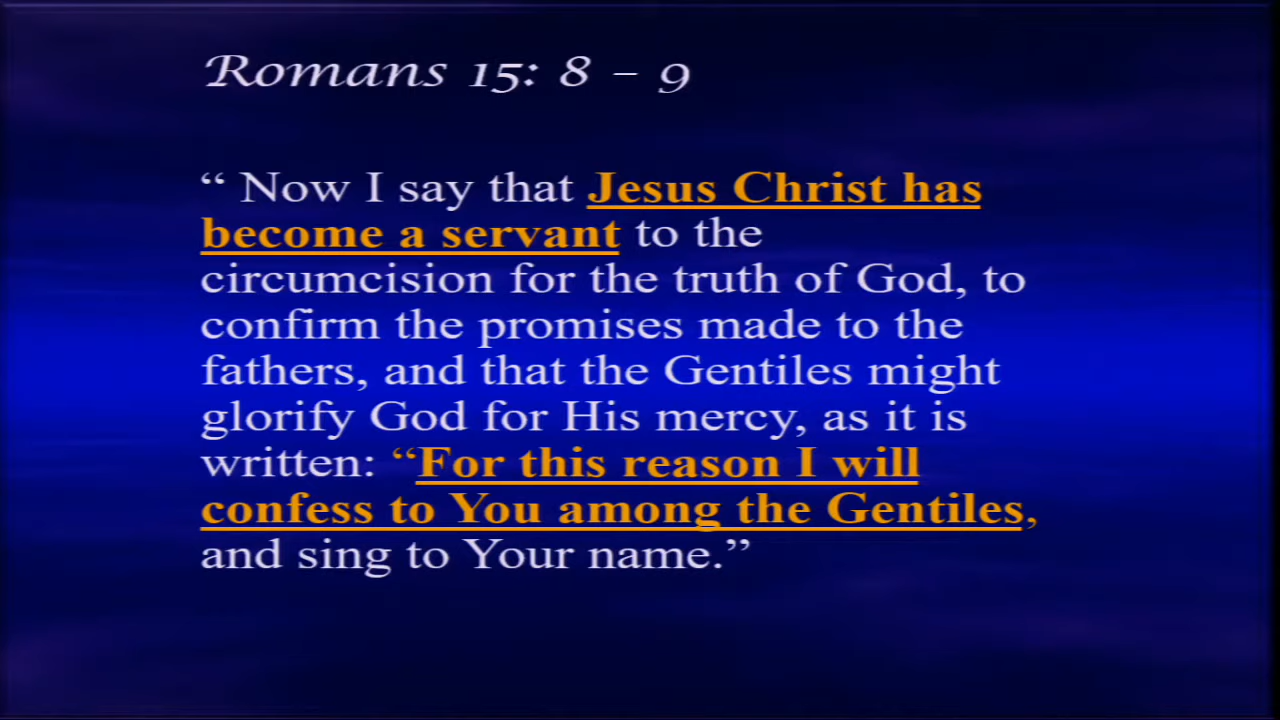 Romans 15: 8 – 9
“ Now I say that Jesus Christ has
become a servant to the
circumcision for the truth of God, to
confirm the promises made to the
fathers, and that the Gentiles might
glorify God for His mercy, as it is
written: “For this reason I will
confess to You among the Gentiles,
and sing to Your name.”